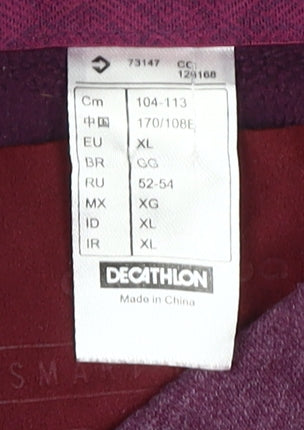 73147 CC
129168
Cm 104-113
中国 170/108E
EU XL
BR GG
RU 52-54
MX XG
ID XL
IR XL
DECATHLON
Made in China